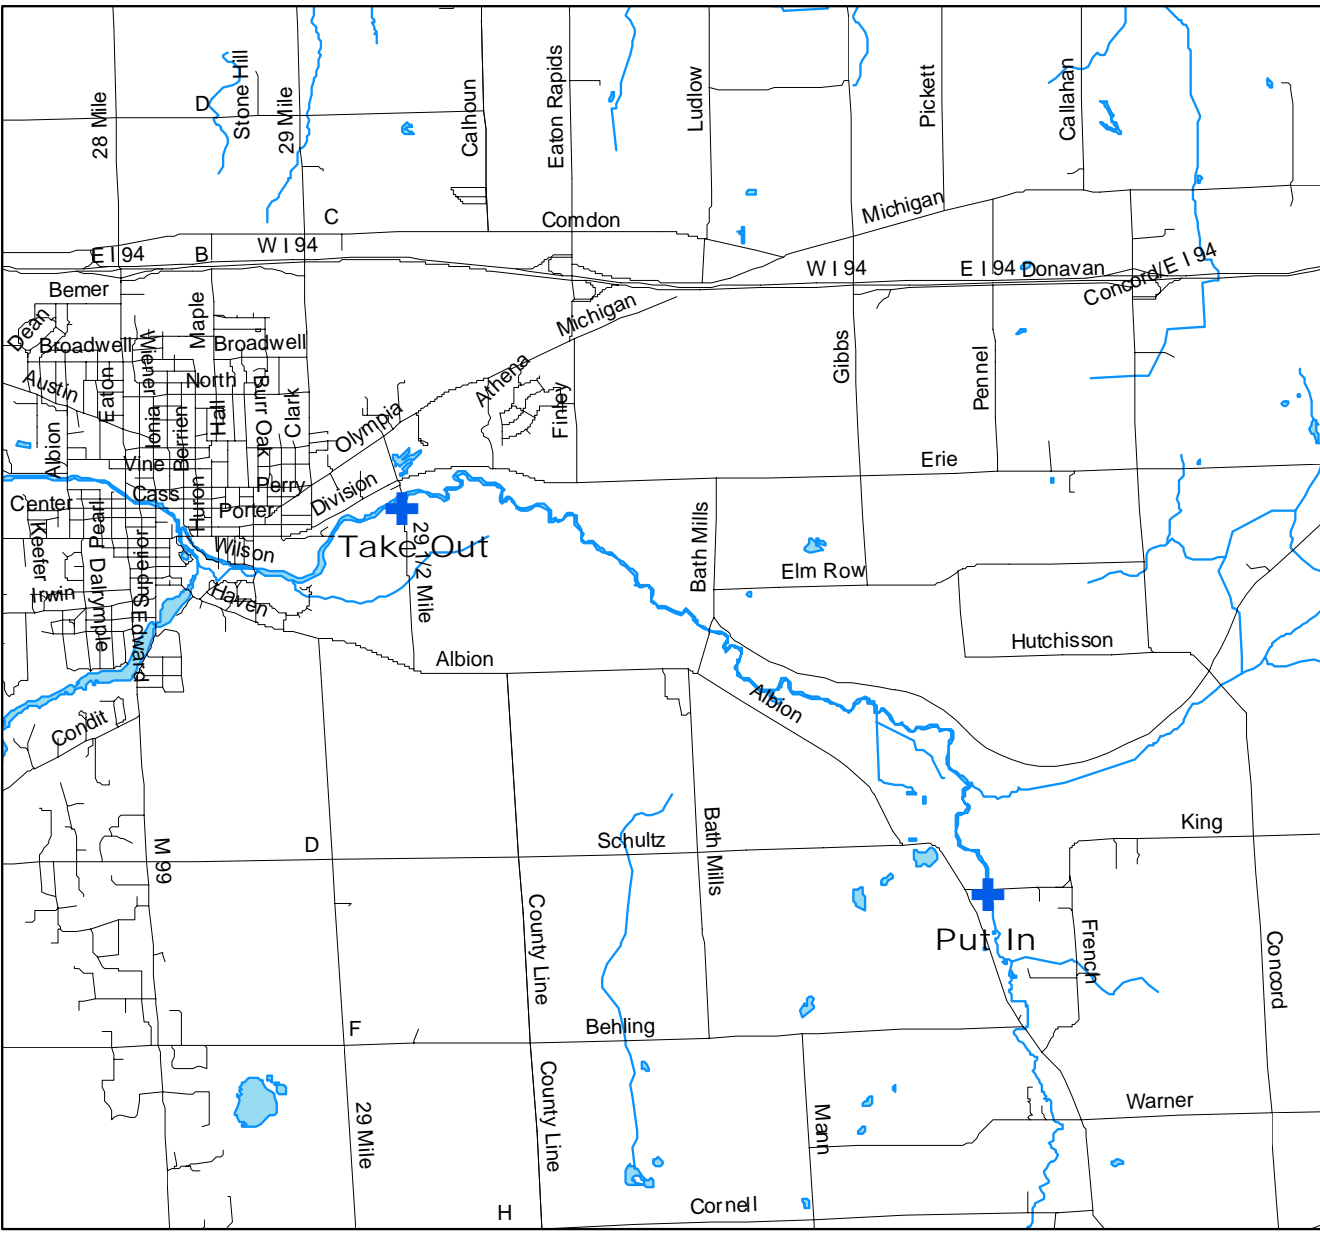 28 Mile
D
Stone Hill
29 Mile
Calhoun
Eaton Rapids
Ludlow
Pickett
Callahan
C
Comdon
Michigan
E I 94
B
W I 94
W I 94
E I 94
Donavan
Concord/E I 94
Bemer
Dean
Broadwell
Wiener
Maple
Broadwell
Michigan
Gibbs
Pennel
Austin
Eaton
North
Hall
Burr Oak
Clark
Athena
Finley
Albion
Ionia
Berrien
Olympia
Vine
Erie
Center
Pearl
Cass
Huron
Porter
Perry
Division
Keefer
Superior
Wilson
Take Out
29 1/2 Mile
Bath Mills
Elm Row
Irwin
Dalrymple
S Edward
Haven
Hutchisson
Albion
Albion
Condit
M 99
D
Schultz
Bath Mills
King
County Line
Put In
French
Concord
F
Behling
29 Mile
County Line
Mann
Warner
H
Cornell